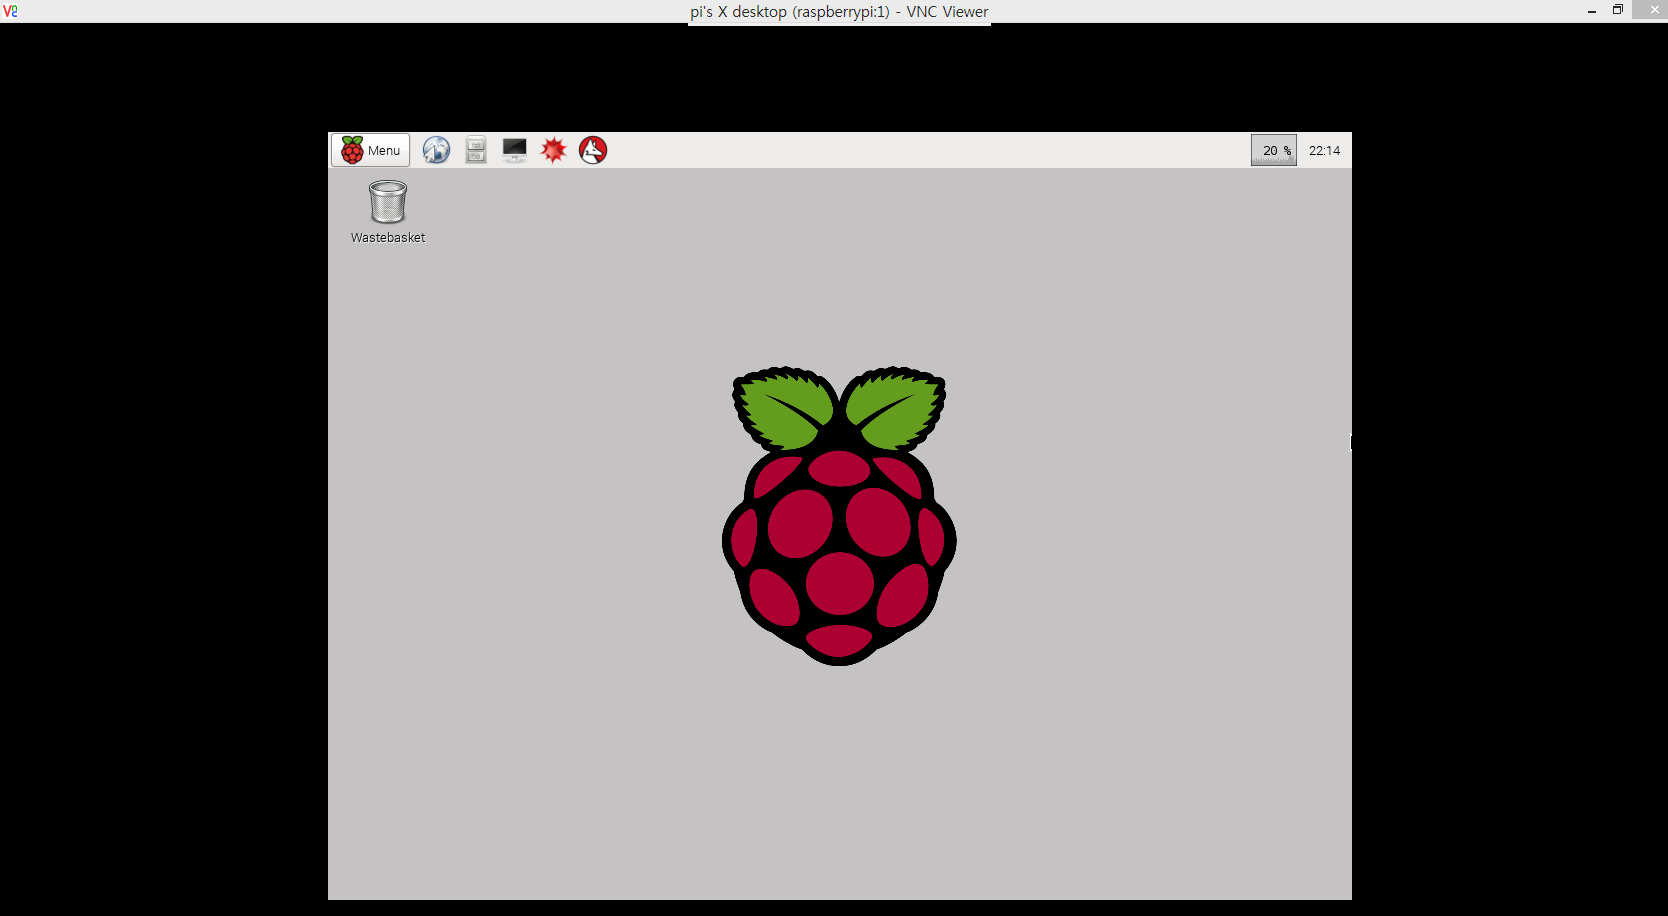 pi's X desktop (raspberrypi:1) - VNC Viewer
Menu
20 %
22:14
Wastebasket